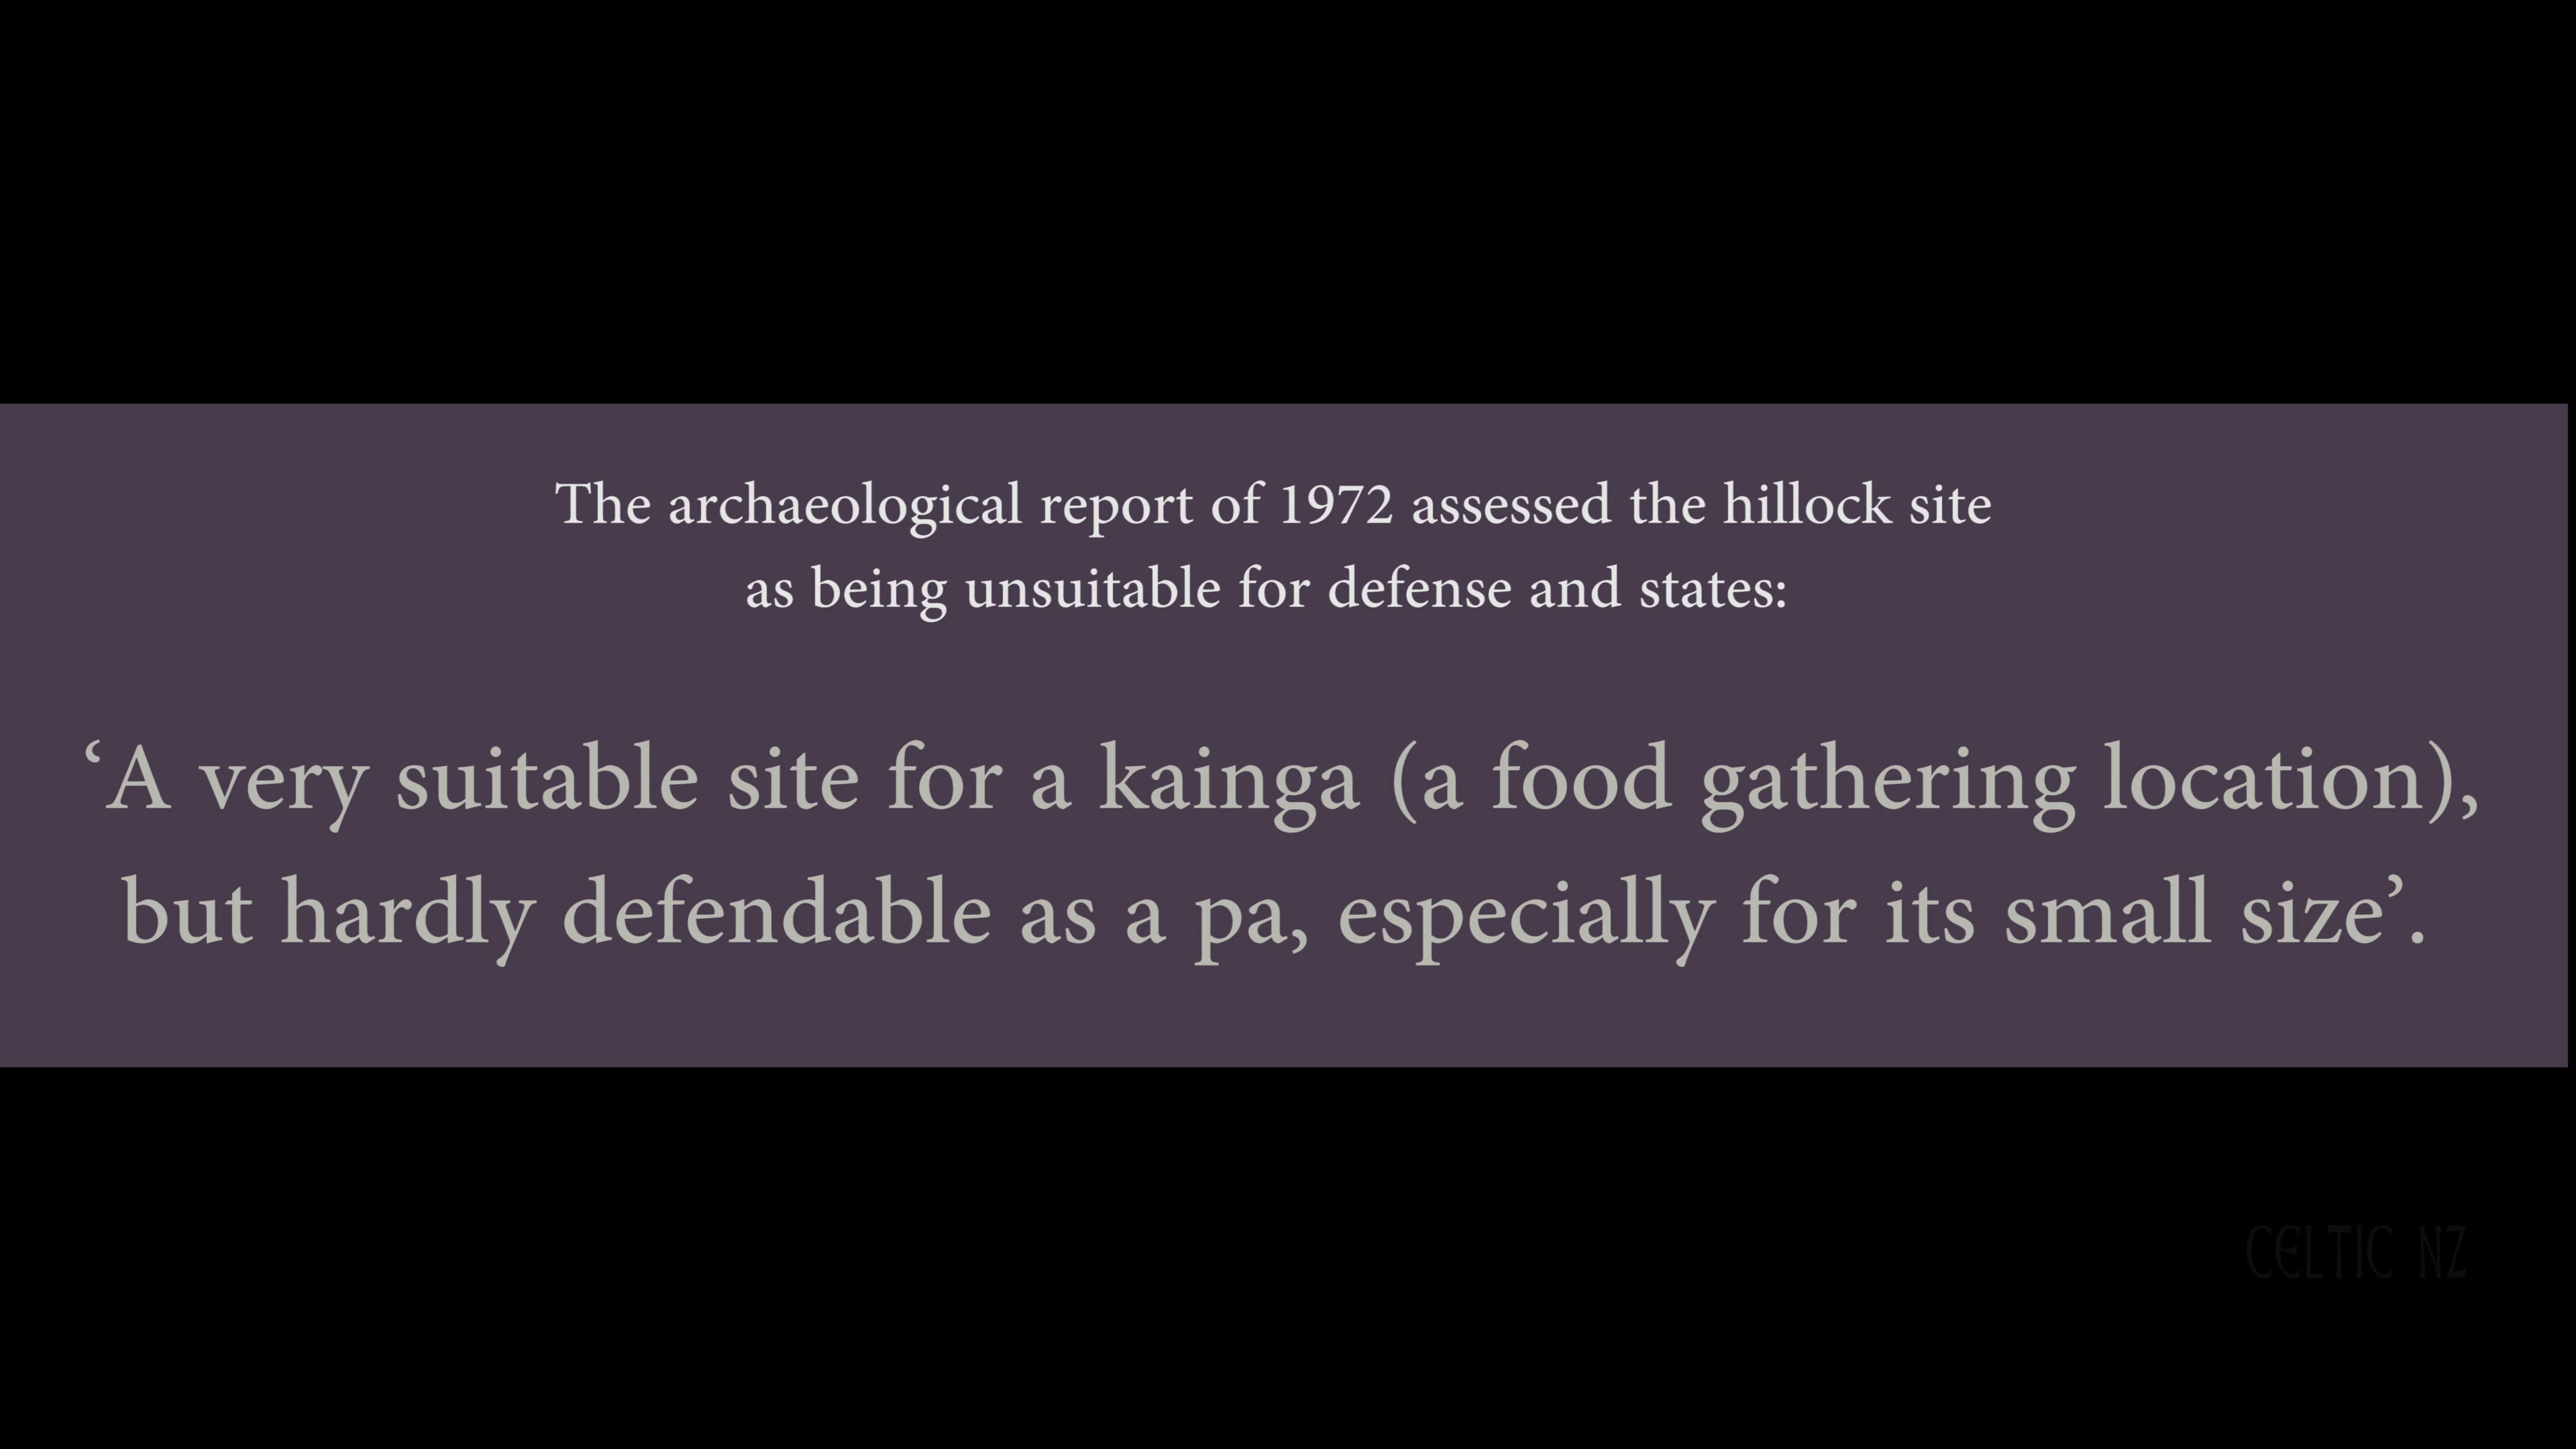 The archaeological report of 1972 assessed the hillock site
as being unsuitable for defense and states:
‘A very suitable site for a kainga (a food gathering location),
but hardly defendable as a pa, especially for its small size’.
CELTIC NZ